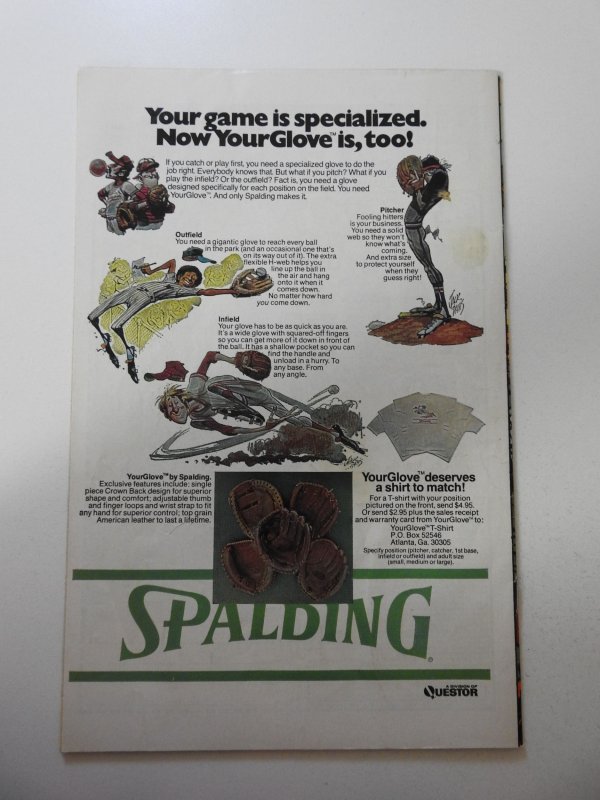 Your game is specialized.
Now YourGlove™ is, too!
If you catch or play first, you need a specialized glove to do the
job right. Everybody knows that. But what if you pitch? What if you
play the infield? Or the outfield? Fact is, you need a glove
designed specifically for each position on the field. You need
YourGlove™. And only Spalding makes it.
Pitcher
Fooling hitters
is your business.
You need a solid
web so they won't
know what's
coming.
And extra size
to protect yourself
when they
guess right!
Outfield
You need a gigantic glove to reach every ball
in the park (and an occasional one that's
on its way out of it). The extra
flexible H-web helps you
line up the ball in
the air and hang
onto it when it
comes down.
No matter how hard
you come down.
Infield
Your glove has to be as quick as you are.
It's a wide glove with squared-off fingers
so you can get more of it down in front of
the ball. It has a shallow pocket so you can
find the handle and
unload in a hurry. To
any base. From
any angle.
YourGlove™ by Spalding.
Exclusive features include: single
piece Crown Back design for superior
shape and comfort; adjustable thumb
and finger loops and wrist strap to fit
any hand for superior control; top grain
American leather to last a lifetime.
YourGlove™ deserves
a shirt to match!
For a T-shirt with your position
pictured on the front, send $4.95.
Or send $2.95 plus the sales receipt
and warranty card from YourGlove™ to:
YourGlove™ T-Shirt
P.O. Box 52546
Atlanta, Ga. 30305
Specify position (pitcher, catcher, 1st base,
infield or outfield) and adult size
(small, medium or large).
SPALDING®
A DIVISION OF
QUESTOR